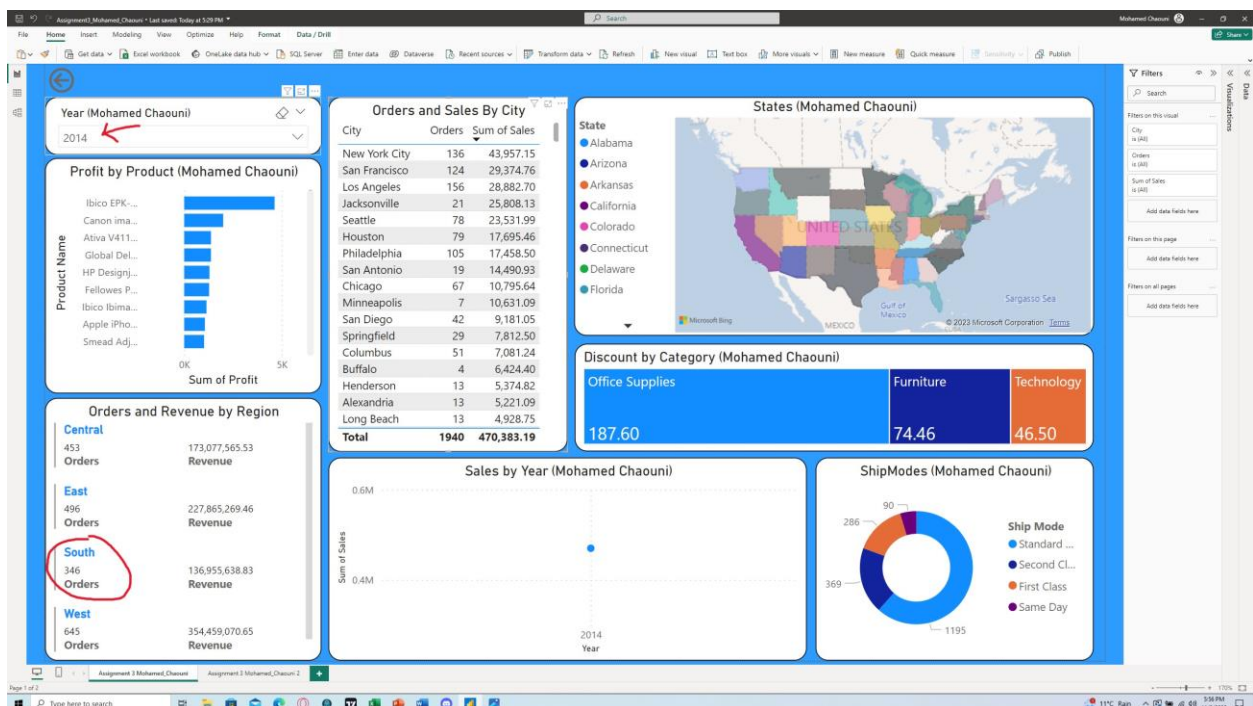 Assignment3_Mohamed_Chaouni • Last saved: Today at 5:29 PM
Search
Mohamed Chaouni
File Home Insert Modeling View Optimize Help Format Data / Drill
Share
Get data Excel workbook OneLake data hub SQL Server Enter data Dataverse Recent sources Transform data Refresh New visual Text box More visuals New measure Quick measure Sensitivity Publish
Year (Mohamed Chaouni)
2014
Profit by Product (Mohamed Chaouni)
Product Name
Ibico EPK-...
Canon ima...
Ativa V411...
Global Del...
HP Designj...
Fellowes P...
Ibico Ibima...
Apple iPho...
Smead Adj...
0K 5K
Sum of Profit
Orders and Revenue by Region
Central
453 173,077,565.53
Orders Revenue
East
496 227,865,269.46
Orders Revenue
South
346 136,955,638.83
Orders Revenue
West
645 354,459,070.65
Orders Revenue
Orders and Sales By City
City Orders Sum of Sales
New York City 136 43,957.15
San Francisco 124 29,374.76
Los Angeles 156 28,882.70
Jacksonville 21 25,808.13
Seattle 78 23,531.99
Houston 79 17,695.46
Philadelphia 105 17,458.50
San Antonio 19 14,490.93
Chicago 67 10,795.64
Minneapolis 7 10,631.09
San Diego 42 9,181.05
Springfield 29 7,812.50
Columbus 51 7,081.24
Buffalo 4 6,424.40
Henderson 13 5,374.82
Alexandria 13 5,221.09
Long Beach 13 4,928.75
Total 1940 470,383.19
States (Mohamed Chaouni)
State
Alabama
Arizona
Arkansas
California
Colorado
Connecticut
Delaware
Florida
UNITED STATES
Gulf of
Mexico
Sargasso Sea
MEXICO
Microsoft Bing
© 2023 Microsoft Corporation Terms
Discount by Category (Mohamed Chaouni)
Office Supplies Furniture Technology
187.60 74.46 46.50
Sales by Year (Mohamed Chaouni)
0.6M
Sum of Sales
0.4M
2014
Year
ShipModes (Mohamed Chaouni)
90
286
369
1195
Ship Mode
Standard ...
Second Cl...
First Class
Same Day
Filters
Search
Filters on this visual
City
is (All)
Orders
is (All)
Sum of Sales
is (All)
Add data fields here
Filters on this page
Add data fields here
Filters on all pages
Add data fields here
Visualizations
Data
Assignment 3 Mohamed_Chaouni Assignment 3 Mohamed_Chaouni 2
Page 1 of 2
170%
Type here to search
11°C Rain
5:56 PM